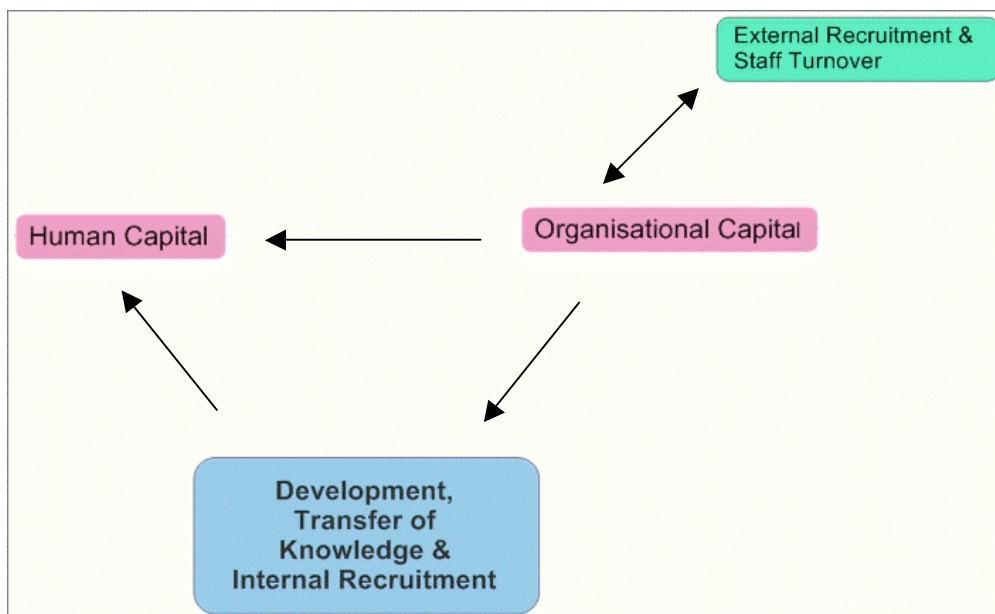 External Recruitment &
Staff Turnover
Human Capital
Organisational Capital
Development,
Transfer of
Knowledge &
Internal Recruitment